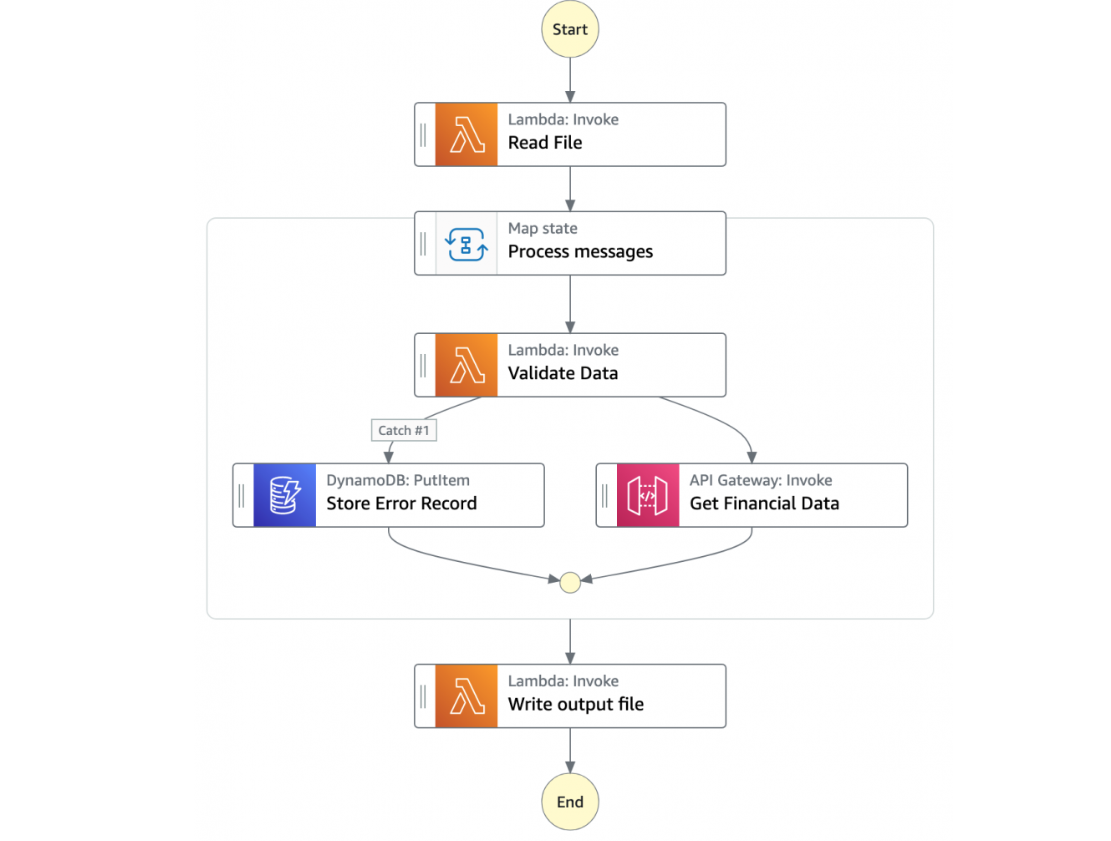 Start
Lambda: Invoke
Read File
Map state
Process messages
Lambda: Invoke
Validate Data
Catch #1
DynamoDB: PutItem
Store Error Record
API Gateway: Invoke
Get Financial Data
Lambda: Invoke
Write output file
End